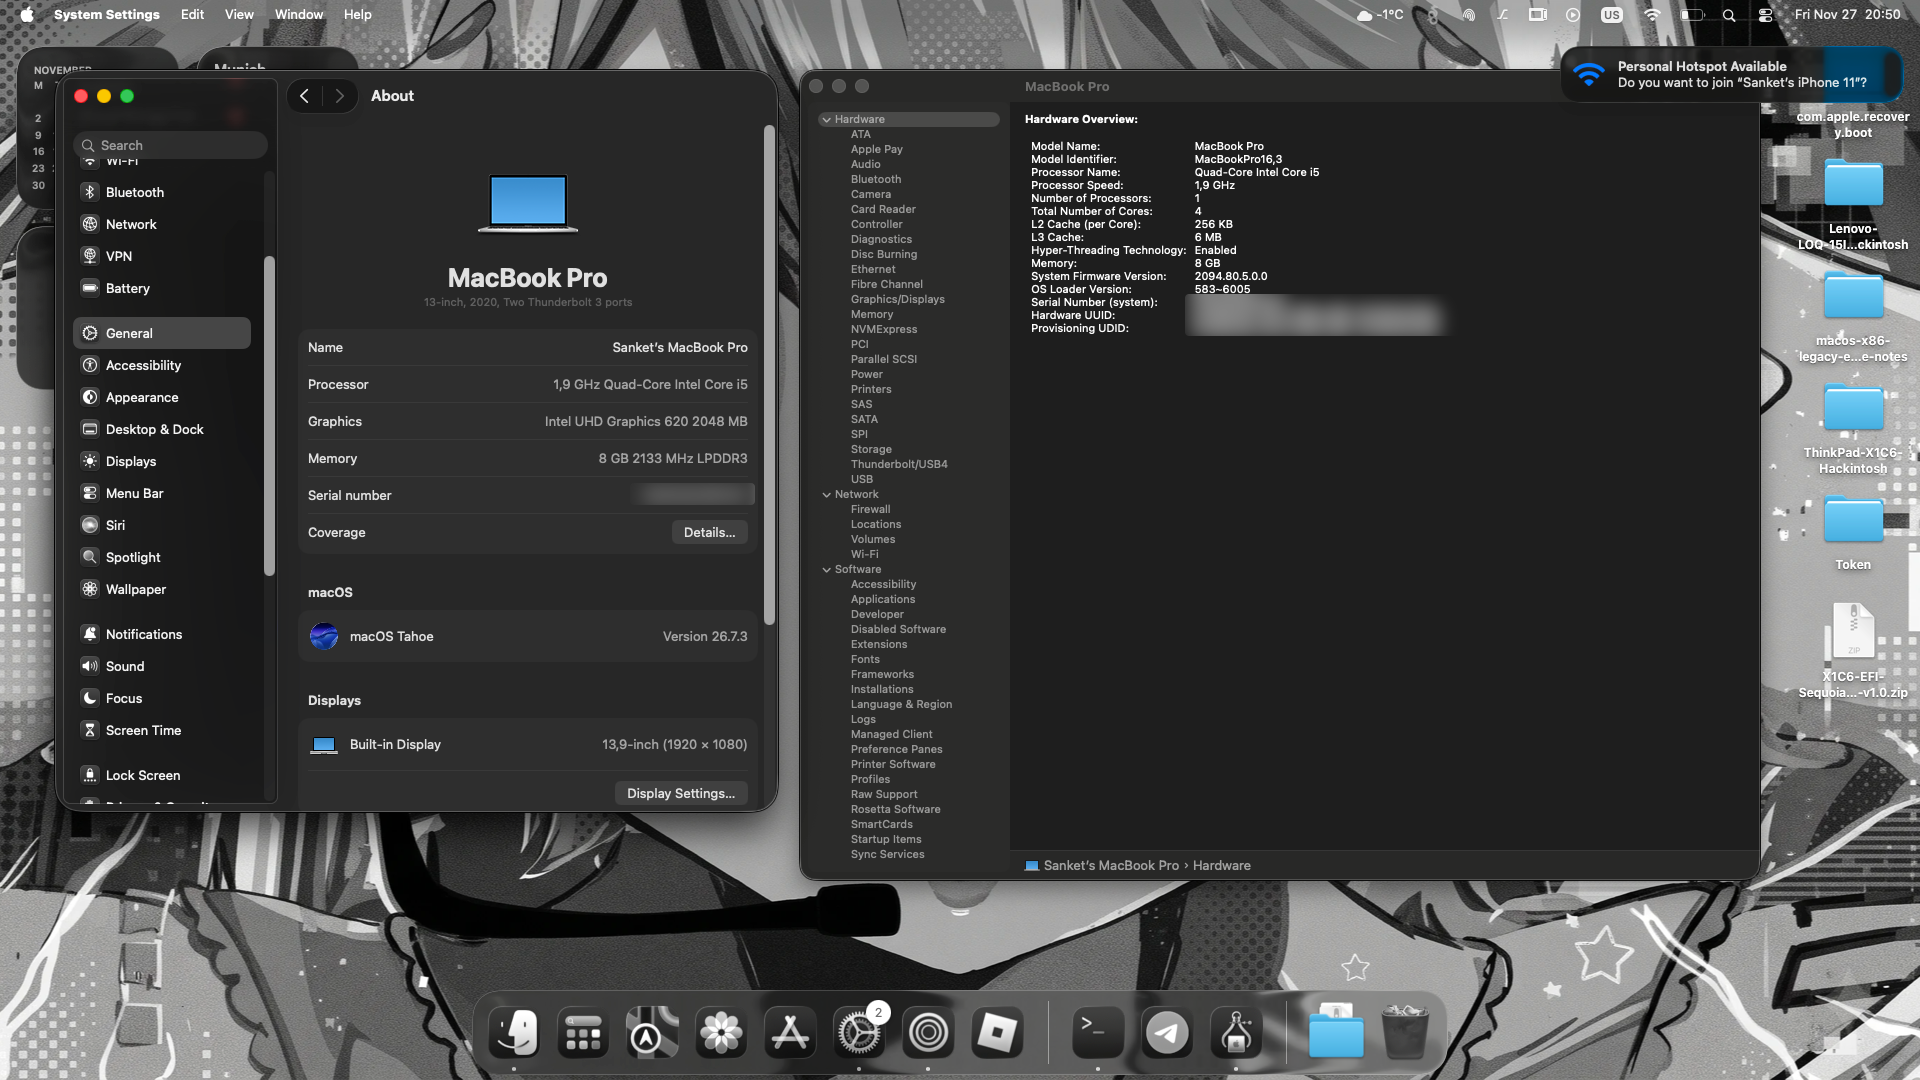 System Settings Edit View Window Help
-1°C US Fri Nov 27 20:50
NOVEMBER
M
2
9
16
23
30
Munich
Search
Wi-Fi
Bluetooth
Network
VPN
Battery
General
Accessibility
Appearance
Desktop & Dock
Displays
Menu Bar
Siri
Spotlight
Wallpaper
Notifications
Sound
Focus
Screen Time
Lock Screen
About
MacBook Pro
13-inch, 2020, Two Thunderbolt 3 ports
Name Sanket's MacBook Pro
Processor 1,9 GHz Quad-Core Intel Core i5
Graphics Intel UHD Graphics 620 2048 MB
Memory 8 GB 2133 MHz LPDDR3
Serial number
Coverage Details...
macOS
macOS Tahoe Version 26.7.3
Displays
Built-in Display 13,9-inch (1920 × 1080)
Display Settings...
MacBook Pro
Hardware
ATA
Apple Pay
Audio
Bluetooth
Camera
Card Reader
Controller
Diagnostics
Disc Burning
Ethernet
Fibre Channel
Graphics/Displays
Memory
NVMExpress
PCI
Parallel SCSI
Power
Printers
SAS
SATA
SPI
Storage
Thunderbolt/USB4
USB
Network
Firewall
Locations
Volumes
Wi-Fi
Software
Accessibility
Applications
Developer
Disabled Software
Extensions
Fonts
Frameworks
Installations
Language & Region
Logs
Managed Client
Preference Panes
Printer Software
Profiles
Raw Support
Rosetta Software
SmartCards
Startup Items
Sync Services
Hardware Overview:
Model Name: MacBook Pro
Model Identifier: MacBookPro16,3
Processor Name: Quad-Core Intel Core i5
Processor Speed: 1,9 GHz
Number of Processors: 1
Total Number of Cores: 4
L2 Cache (per Core): 256 KB
L3 Cache: 6 MB
Hyper-Threading Technology: Enabled
Memory: 8 GB
System Firmware Version: 2094.80.5.0.0
OS Loader Version: 583~6005
Serial Number (system):
Hardware UUID:
Provisioning UDID:
Sanket's MacBook Pro › Hardware
Personal Hotspot Available
Do you want to join “Sanket's iPhone 11”?
com.apple.recover
y.boot
Lenovo-
LOQ-15I...ckintosh
macos-x86-
legacy-e...e-notes
ThinkPad-X1C6-
Hackintosh
Token
ZIP
X1C6-EFI-
Sequoia...-v1.0.zip
2